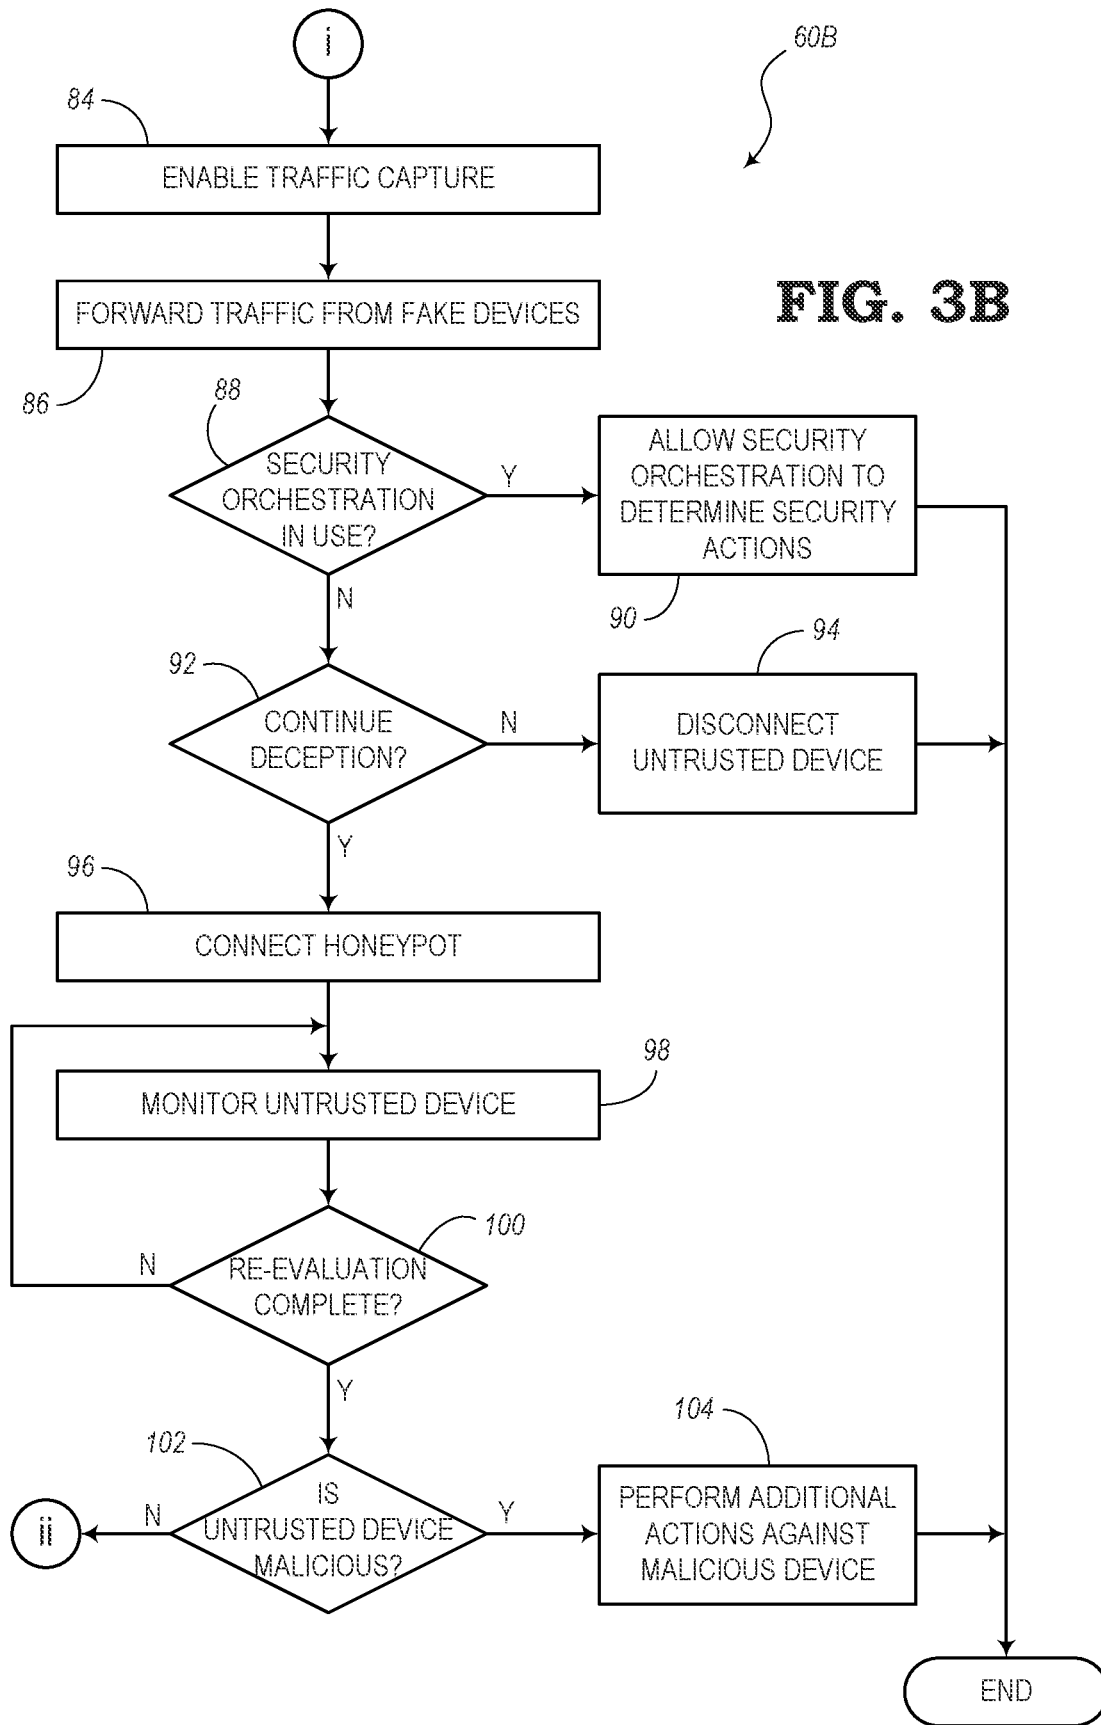 i
60B
84
ENABLE TRAFFIC CAPTURE
FORWARD TRAFFIC FROM FAKE DEVICES
FIG. 3B
86
88
SECURITY
ORCHESTRATION
IN USE?
Y
ALLOW SECURITY
ORCHESTRATION TO
DETERMINE SECURITY
ACTIONS
N
90
92
94
CONTINUE
DECEPTION?
N
DISCONNECT
UNTRUSTED DEVICE
Y
96
CONNECT HONEYPOT
98
MONITOR UNTRUSTED DEVICE
100
N
RE-EVALUATION
COMPLETE?
Y
102
104
ii
N
IS
UNTRUSTED DEVICE
MALICIOUS?
Y
PERFORM ADDITIONAL
ACTIONS AGAINST
MALICIOUS DEVICE
END